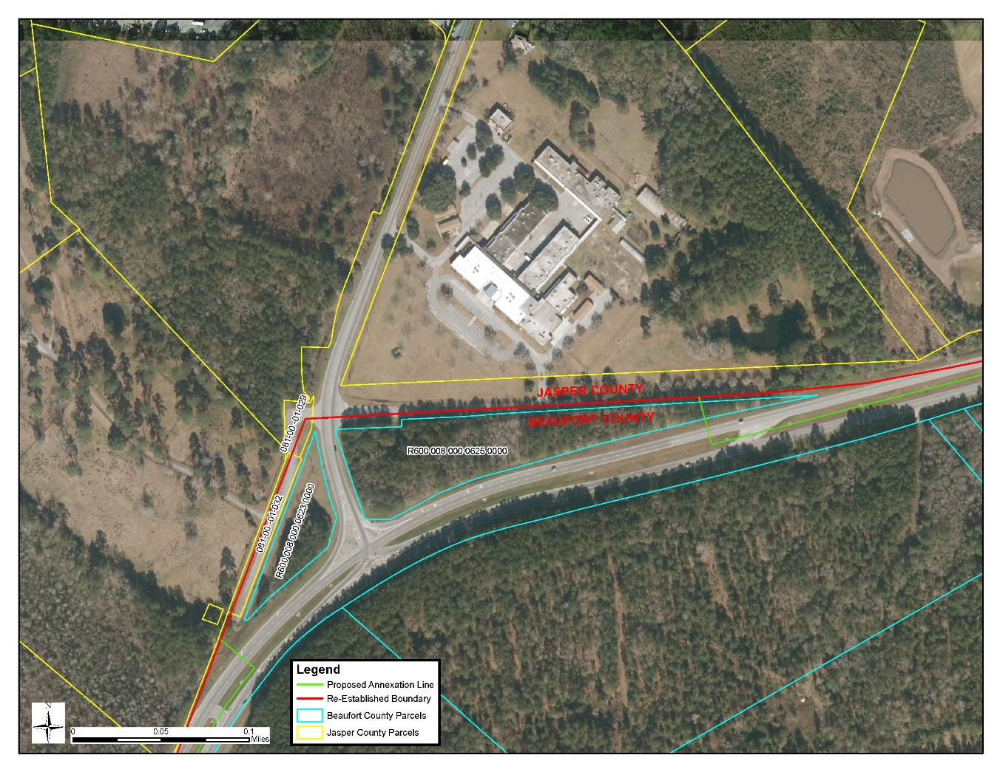 JASPER COUNTY
BEAUFORT COUNTY
081-00-01-029
R600 008 000 0625 0000
081-00-01-032
R600 008 000 0623 0000
Legend
Proposed Annexation Line
Re-Established Boundary
Beaufort County Parcels
Jasper County Parcels
N
0 0.05 0.1
Miles